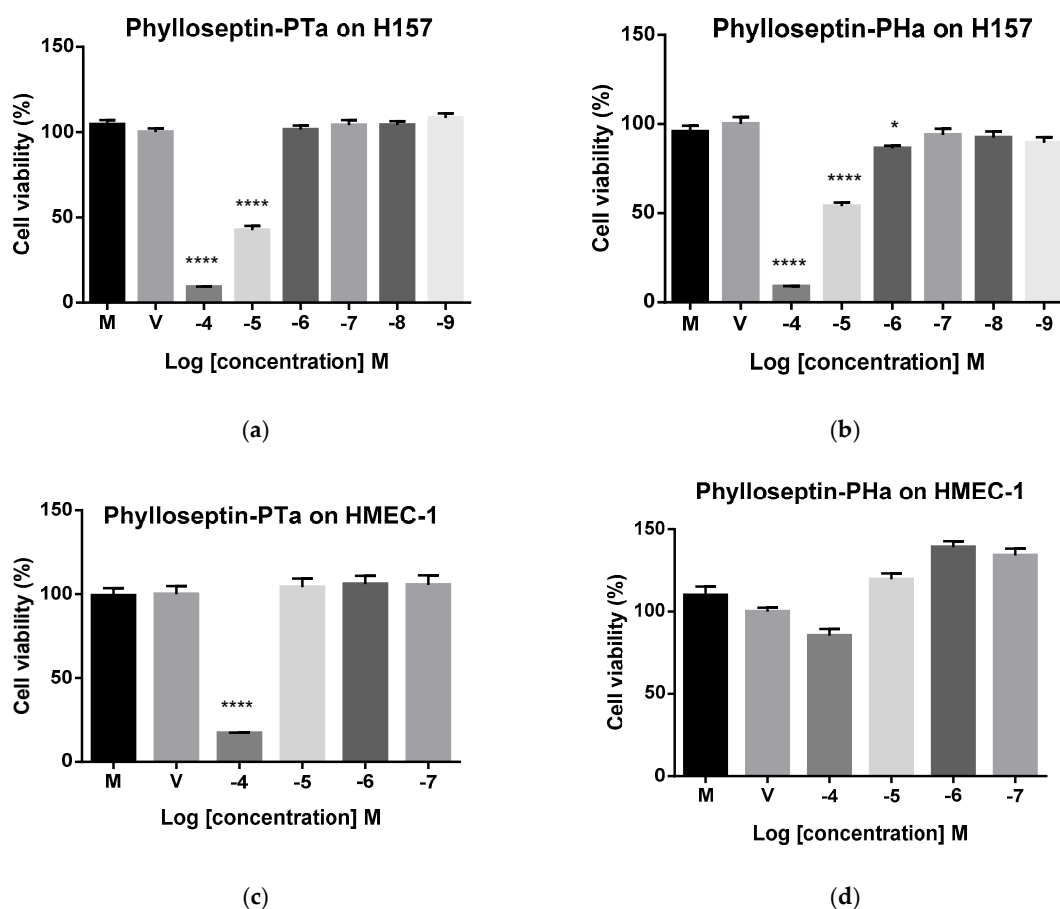 Phylloseptin-PTa on H157
Cell viability (%)
150
100
50
0
****
****
M V -4 -5 -6 -7 -8 -9
Log [concentration] M
(a)
Phylloseptin-PHa on H157
Cell viability (%)
150
100
50
0
****
****
*
M V -4 -5 -6 -7 -8 -9
Log [concentration] M
(b)
Phylloseptin-PTa on HMEC-1
Cell viability (%)
150
100
50
0
****
M V -4 -5 -6 -7
Log [concentration] M
(c)
Phylloseptin-PHa on HMEC-1
Cell viability (%)
150
100
50
0
M V -4 -5 -6 -7
Log [concentration] M
(d)